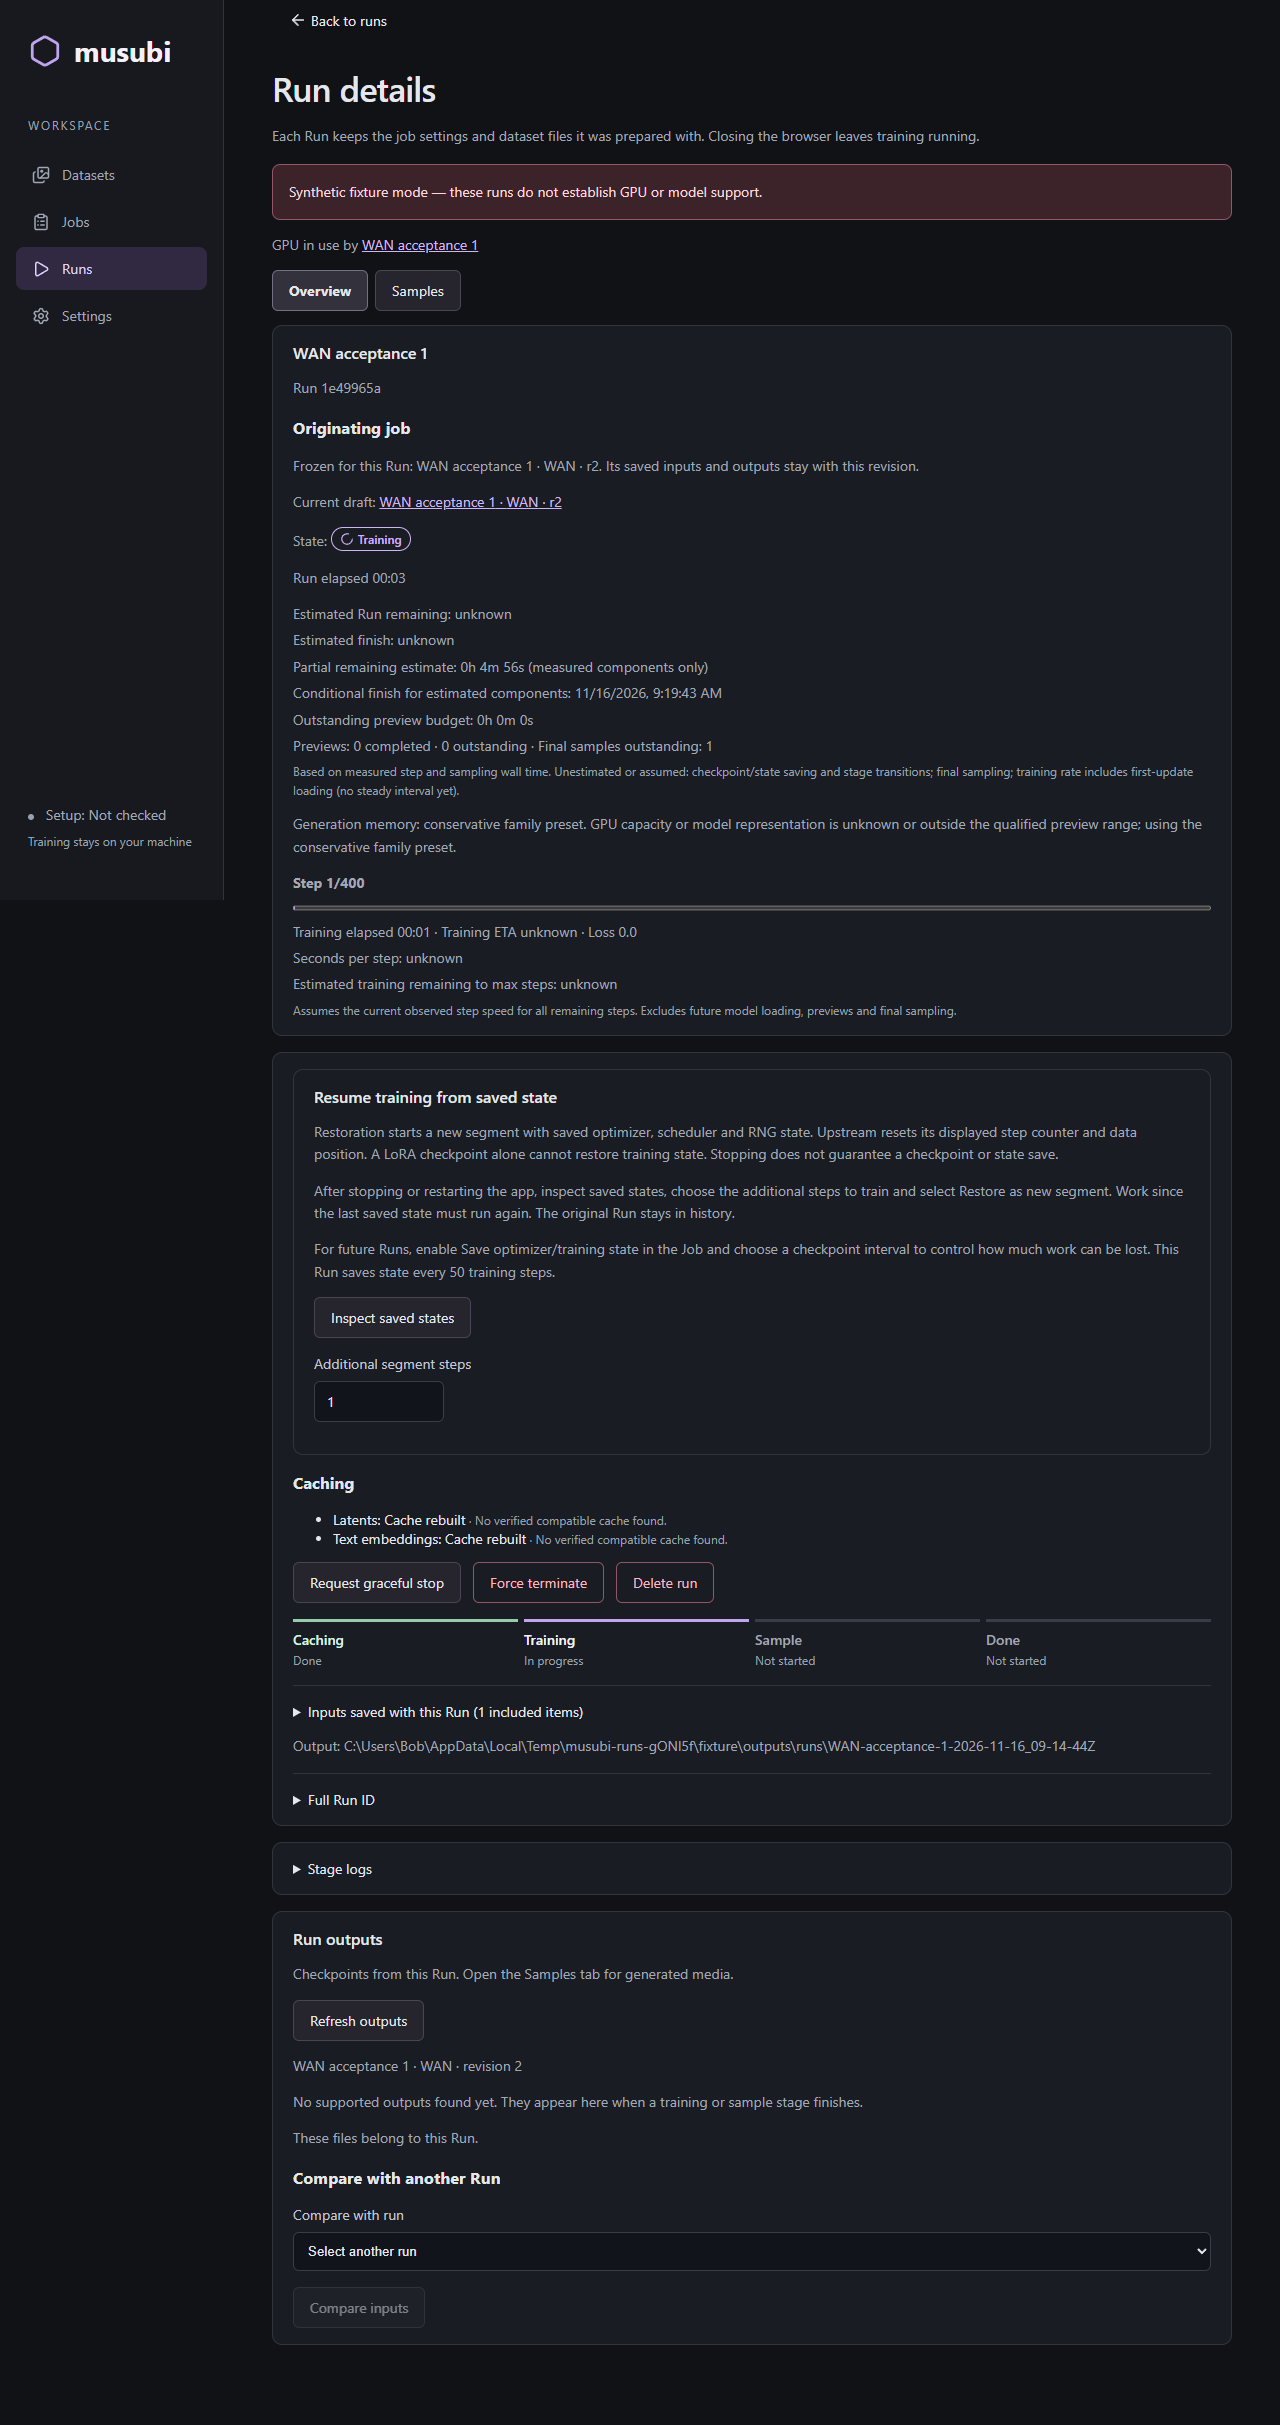 musubi
WORKSPACE
Datasets
Jobs
Runs
Settings
Setup: Not checked
Training stays on your machine
Back to runs
Run details
Each Run keeps the job settings and dataset files it was prepared with. Closing the browser leaves training running.
Synthetic fixture mode — these runs do not establish GPU or model support.
GPU in use by WAN acceptance 1
Overview
Samples
WAN acceptance 1
Run 1e49965a
Originating job
Frozen for this Run: WAN acceptance 1 · WAN · r2. Its saved inputs and outputs stay with this revision.
Current draft: WAN acceptance 1 · WAN · r2
State: Training
Run elapsed 00:03
Estimated Run remaining: unknown
Estimated finish: unknown
Partial remaining estimate: 0h 4m 56s (measured components only)
Conditional finish for estimated components: 11/16/2026, 9:19:43 AM
Outstanding preview budget: 0h 0m 0s
Previews: 0 completed · 0 outstanding · Final samples outstanding: 1
Based on measured step and sampling wall time. Unestimated or assumed: checkpoint/state saving and stage transitions; final sampling; training rate includes first-update
loading (no steady interval yet).
Generation memory: conservative family preset. GPU capacity or model representation is unknown or outside the qualified preview range; using the
conservative family preset.
Step 1/400
Training elapsed 00:01 · Training ETA unknown · Loss 0.0
Seconds per step: unknown
Estimated training remaining to max steps: unknown
Assumes the current observed step speed for all remaining steps. Excludes future model loading, previews and final sampling.
Resume training from saved state
Restoration starts a new segment with saved optimizer, scheduler and RNG state. Upstream resets its displayed step counter and data
position. A LoRA checkpoint alone cannot restore training state. Stopping does not guarantee a checkpoint or state save.
After stopping or restarting the app, inspect saved states, choose the additional steps to train and select Restore as new segment. Work since
the last saved state must run again. The original Run stays in history.
For future Runs, enable Save optimizer/training state in the Job and choose a checkpoint interval to control how much work can be lost. This
Run saves state every 50 training steps.
Inspect saved states
Additional segment steps
1
Caching
Latents: Cache rebuilt · No verified compatible cache found.
Text embeddings: Cache rebuilt · No verified compatible cache found.
Request graceful stop
Force terminate
Delete run
Caching
Done
Training
In progress
Sample
Not started
Done
Not started
Inputs saved with this Run (1 included items)
Output: C:\Users\Bob\AppData\Local\Temp\musubi-runs-gONI5f\fixture\outputs\runs\WAN-acceptance-1-2026-11-16_09-14-44Z
Full Run ID
Stage logs
Run outputs
Checkpoints from this Run. Open the Samples tab for generated media.
Refresh outputs
WAN acceptance 1 · WAN · revision 2
No supported outputs found yet. They appear here when a training or sample stage finishes.
These files belong to this Run.
Compare with another Run
Compare with run
Select another run
Compare inputs